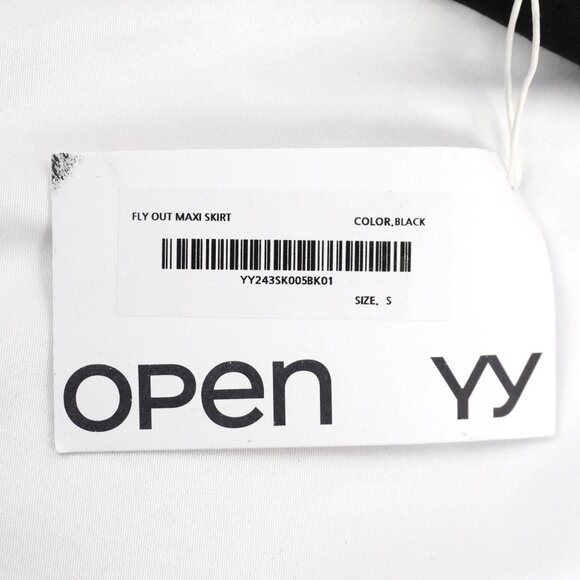 FLY OUT MAXI SKIRT COLOR.BLACK
YY243SK005BK01
SIZE. S
OPEN YY